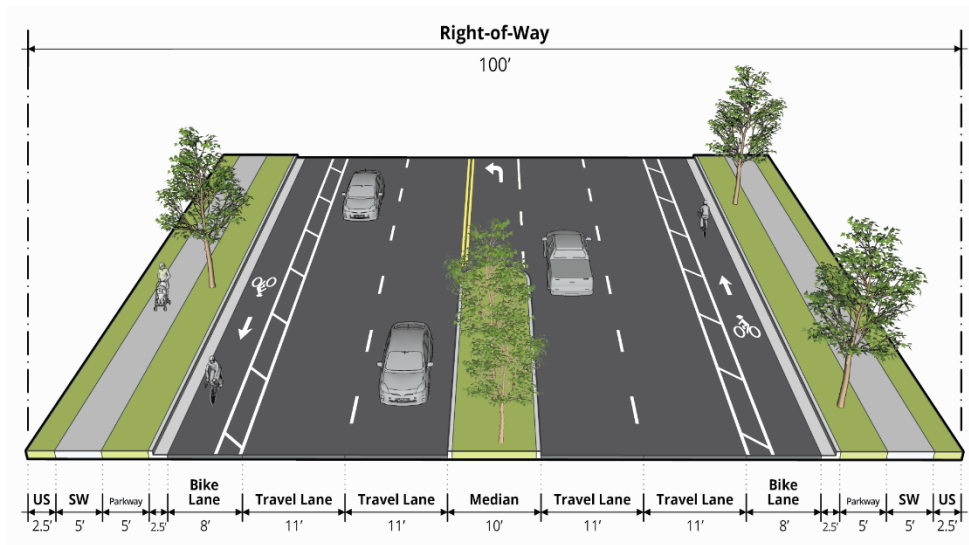 Right-of-Way
100’
US SW Parkway Bike Lane Travel Lane Travel Lane Median Travel Lane Travel Lane Bike Lane Parkway SW US
2.5’ 5’ 5’ 2.5’ 8’ 11’ 11’ 10’ 11’ 11’ 8’ 2.5’ 5’ 5’ 2.5’